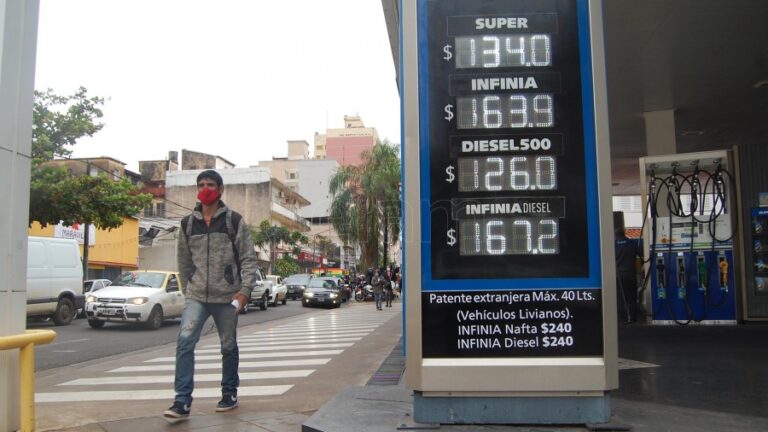 SUPER
$ 134.0
INFINIA
$ 163.9
DIESEL500
$ 126.0
INFINIA DIESEL
$ 167.2
Patente extranjera Máx. 40 Lts.
(Vehículos Livianos).
INFINIA Nafta $240
INFINIA Diesel $240